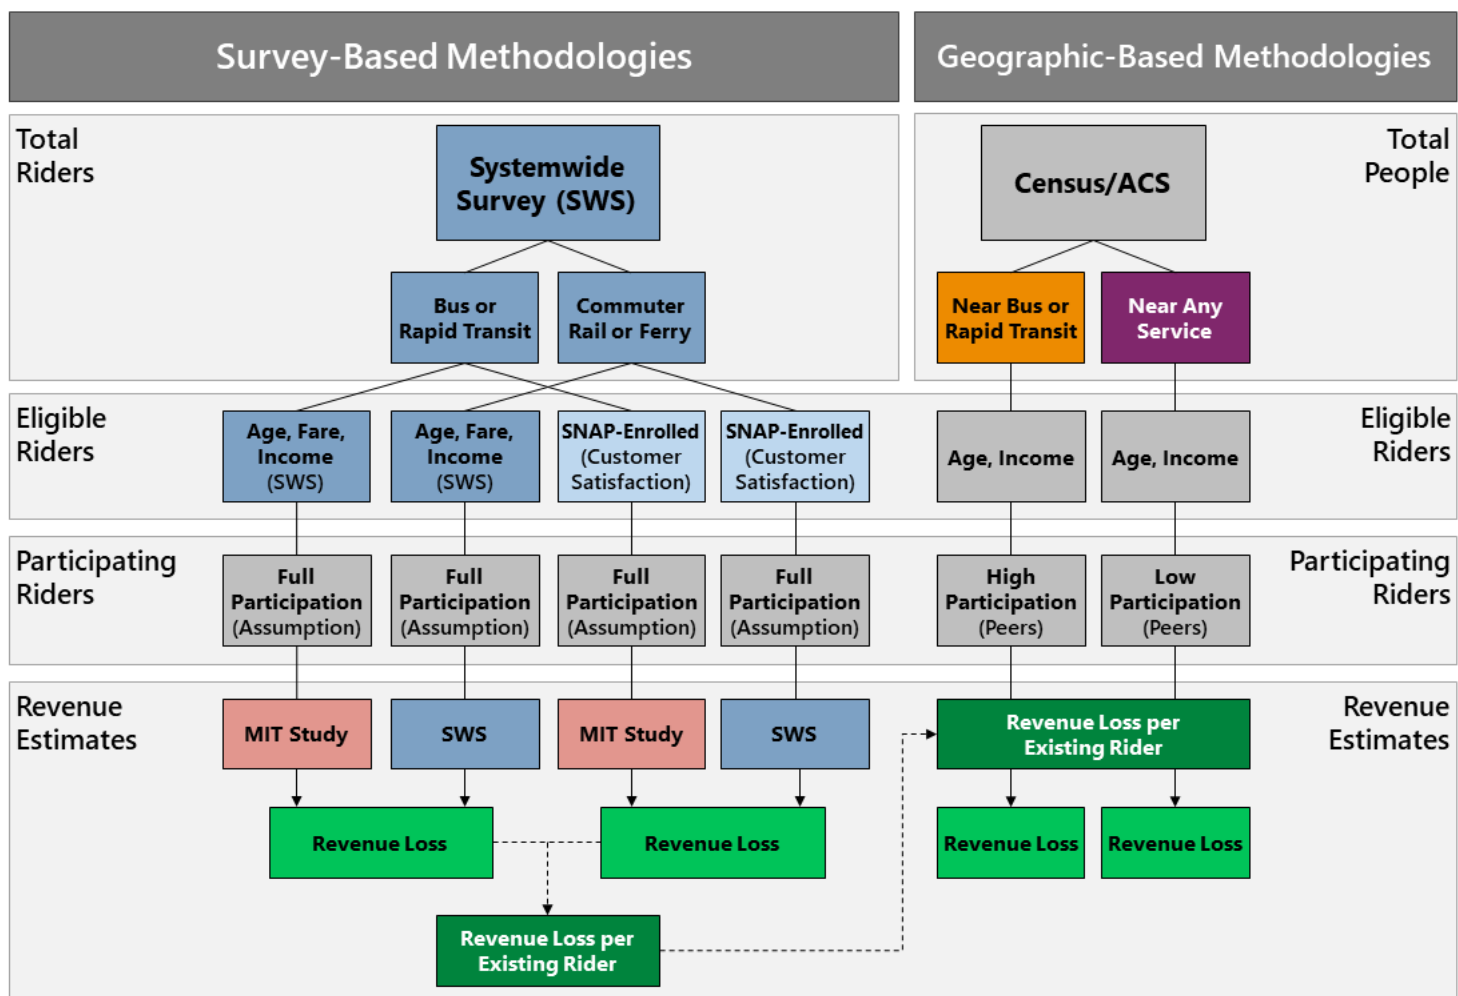 Survey-Based Methodologies
Geographic-Based Methodologies
Total
Riders
Systemwide
Survey (SWS)
Census/ACS
Total
People
Bus or
Rapid Transit
Commuter
Rail or Ferry
Near Bus or
Rapid Transit
Near Any
Service
Eligible
Riders
Age, Fare,
Income
(SWS)
Age, Fare,
Income
(SWS)
SNAP-Enrolled
(Customer
Satisfaction)
SNAP-Enrolled
(Customer
Satisfaction)
Age, Income
Age, Income
Eligible
Riders
Participating
Riders
Full
Participation
(Assumption)
Full
Participation
(Assumption)
Full
Participation
(Assumption)
Full
Participation
(Assumption)
High
Participation
(Peers)
Low
Participation
(Peers)
Participating
Riders
Revenue
Estimates
MIT Study
SWS
MIT Study
SWS
Revenue Loss per
Existing Rider
Revenue
Estimates
Revenue Loss
Revenue Loss
Revenue Loss
Revenue Loss
Revenue Loss per
Existing Rider